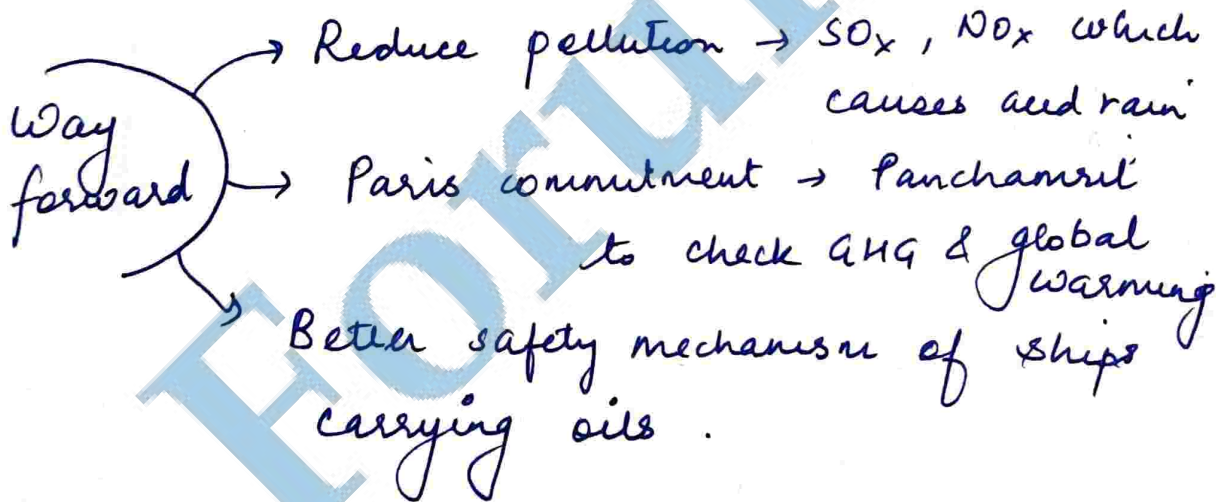 Way
forward
→ Reduce pollution → SOx, NOx which
causes acid rain
→ Paris commitment → Panchamrit
to check GHG & global
warming
→ Better safety mechanism of ships
carrying oils.
Forum